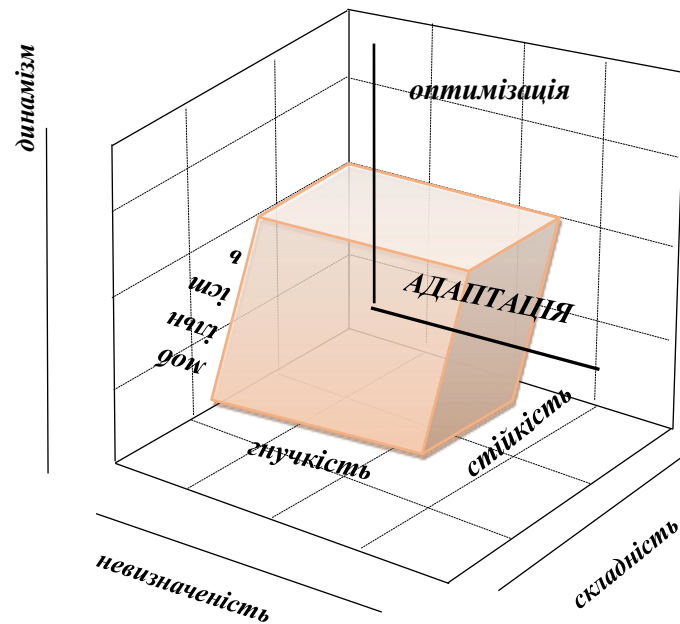 динамізм
оптимізація
АДАПТАЦІЯ
моб
ільн
іст
ь
гнучкість
стійкість
невизначеність
складність